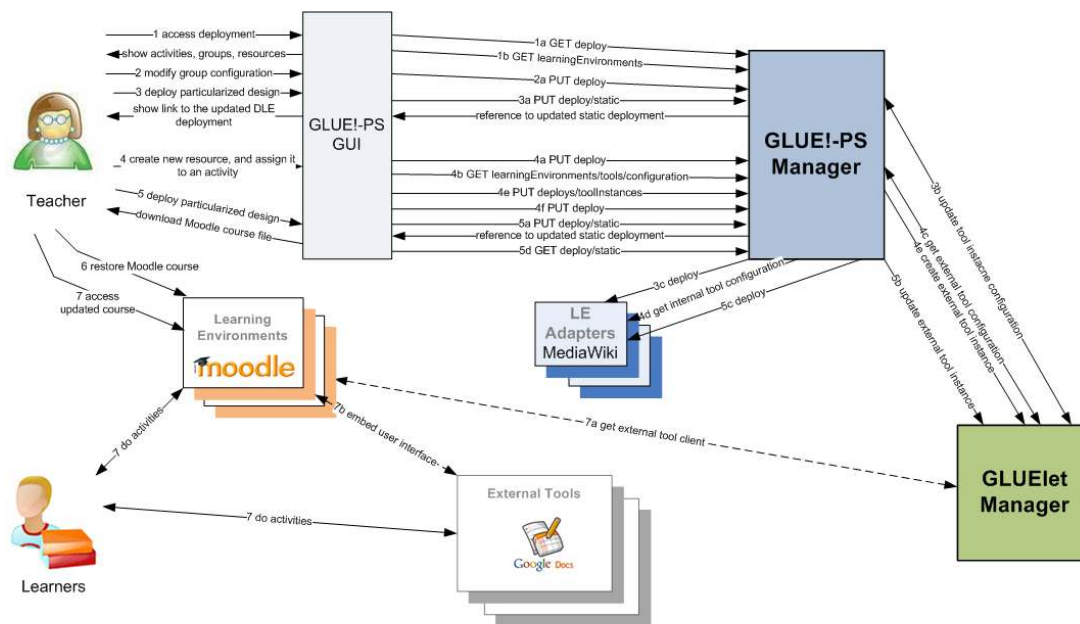 1 access deployment
show activities, groups, resources
2 modify group configuration
3 deploy particularized design
show link to the updated DLE
deployment
4 create new resource, and assign it
to an activity
5 deploy particularized design
download Moodle course file
Teacher
GLUE!-PS
GUI
1a GET deploy
1b GET learningEnvironments
2a PUT deploy
3a PUT deploy/static
reference to updated static deployment
4a PUT deploy
4b GET learningEnvironments/tools/configuration
4e PUT deploys/toolInstances
4f PUT deploy
5a PUT deploy/static
reference to updated static deployment
5d GET deploy/static
GLUE!-PS
Manager
3b update tool instacne configuration
4c get external tool configuration
4e create external tool instance
5b update external tool instance
3c deploy
4d get internal tool configuration
5c deploy
6 restore Moodle course
7 access
updated course
Learning
Environments
moodle
LE
Adapters
MediaWiki
7 do activities
7b embed user interface
7a get external tool client
GLUElet
Manager
External Tools
Google Docs
7 do activities
Learners